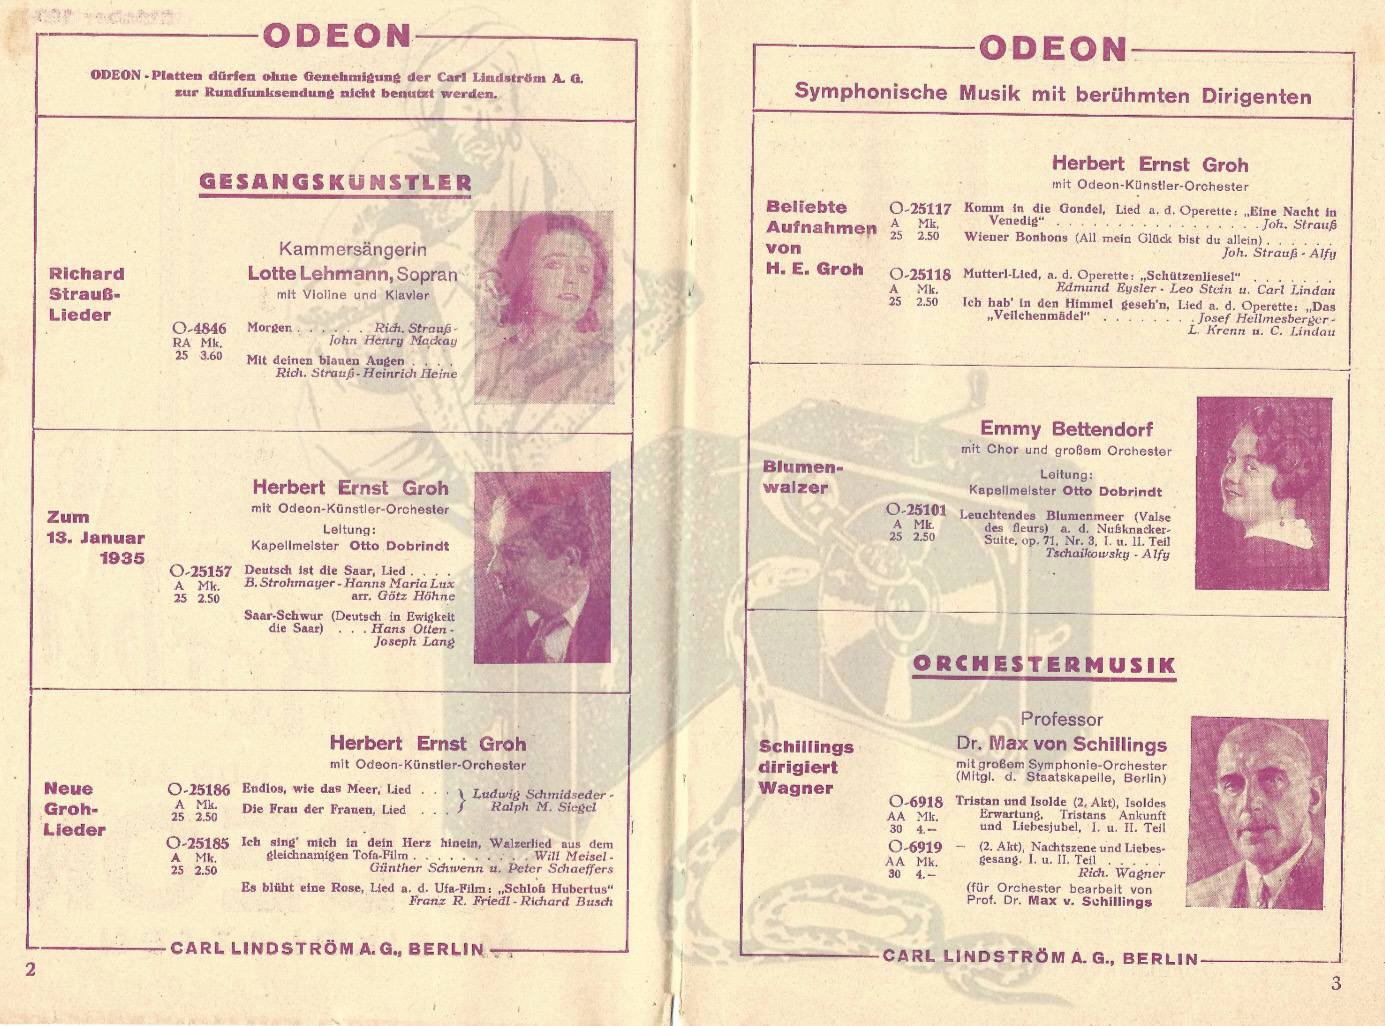 ODEON
ODEON-Platten dürfen ohne Genehmigung der Carl Lindström A. G.
zur Rundfunksendung nicht benutzt werden.
GESANGSKÜNSTLER
Richard
Strauß-
Lieder
Kammersängerin
Lotte Lehmann, Sopran
mit Violine und Klavier
O-4846 Morgen . . . . . . Rich. Strauß-
RA Mk. John Henry Mackay
25 3.60 Mit deinen blauen Augen . . . .
Rich. Strauß-Heinrich Heine
Zum
13. Januar
1935
Herbert Ernst Groh
mit Odeon-Künstler-Orchester
Leitung:
Kapellmeister Otto Dobrindt
O-25157 Deutsch ist die Saar, Lied . . . .
A Mk. B. Strohmayer-Hanns Maria Lux
25 2.50 arr. Götz Höhne
Saar-Schwur (Deutsch in Ewigkeit
die Saar) . . . Hans Otten-
Joseph Lang
Neue
Groh-
Lieder
Herbert Ernst Groh
mit Odeon-Künstler-Orchester
O-25186 Endlos, wie das Meer, Lied . . . } Ludwig Schmidseder-
A Mk.
25 2.50 Die Frau der Frauen, Lied . . . } Ralph M. Siegel
O-25185 Ich sing' mich in dein Herz hinein, Walzerlied aus dem
A Mk. gleichnamigen Tofa-Film . . . . . . . . . . Will Meisel-
25 2.50 Günther Schwenn u. Peter Schaeffers
Es blüht eine Rose, Lied a. d. Ufa-Film: „Schloß Hubertus“
Franz R. Friedl-Richard Busch
CARL LINDSTRÖM A. G., BERLIN
2
ODEON
Symphonische Musik mit berühmten Dirigenten
Beliebte
Aufnahmen
von
H. E. Groh
Herbert Ernst Groh
mit Odeon-Künstler-Orchester
O-25117 Komm in die Gondel, Lied a. d. Operette: „Eine Nacht in
A Mk. Venedig“ . . . . . . . . . . . . . . . . Joh. Strauß
25 2.50 Wiener Bonbons (All mein Glück bist du allein) . . . . . .
Joh. Strauß - Alfy
O-25118 Mutterl-Lied, a. d. Operette: „Schützenliesel“ . . . . . . .
A Mk. Edmund Eysler - Leo Stein u. Carl Lindau
25 2.50 Ich hab' in den Himmel geseh'n, Lied a. d. Operette: „Das
„Veilchenmädel“ . . . . . . . . Josef Hellmesberger-
L. Krenn u. C. Lindau
Blumen-
walzer
Emmy Bettendorf
mit Chor und großem Orchester
Leitung:
Kapellmeister Otto Dobrindt
O-25101 Leuchtendes Blumenmeer (Valse
A Mk. des fleurs) a. d. Nußknacker-
25 2.50 Suite, op. 71, Nr. 3, I. u. II. Teil
Tschaikowsky - Alfy
ORCHESTERMUSIK
Schillings
dirigiert
Wagner
Professor
Dr. Max von Schillings
mit großem Symphonie-Orchester
(Mitgl. d. Staatskapelle, Berlin)
O-6918 Tristan und Isolde (2. Akt), Isoldes
AA Mk. Erwartung, Tristans Ankunft
30 4.— und Liebesjubel, I. u. II. Teil
O-6919 — (2. Akt), Nachtszene und Liebes-
AA Mk. gesang. I. u. II. Teil . . . . .
30 4.— Rich. Wagner
(für Orchester bearbeit von
Prof. Dr. Max v. Schillings
CARL LINDSTRÖM A. G., BERLIN
3